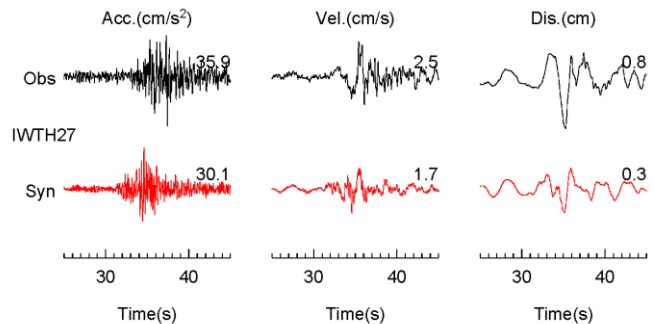 Acc.(cm/s²) Vel.(cm/s) Dis.(cm)
35.9 2.5 0.8
Obs
IWTH27
30.1 1.7 0.3
Syn
30 40 30 40 30 40
Time(s) Time(s) Time(s)